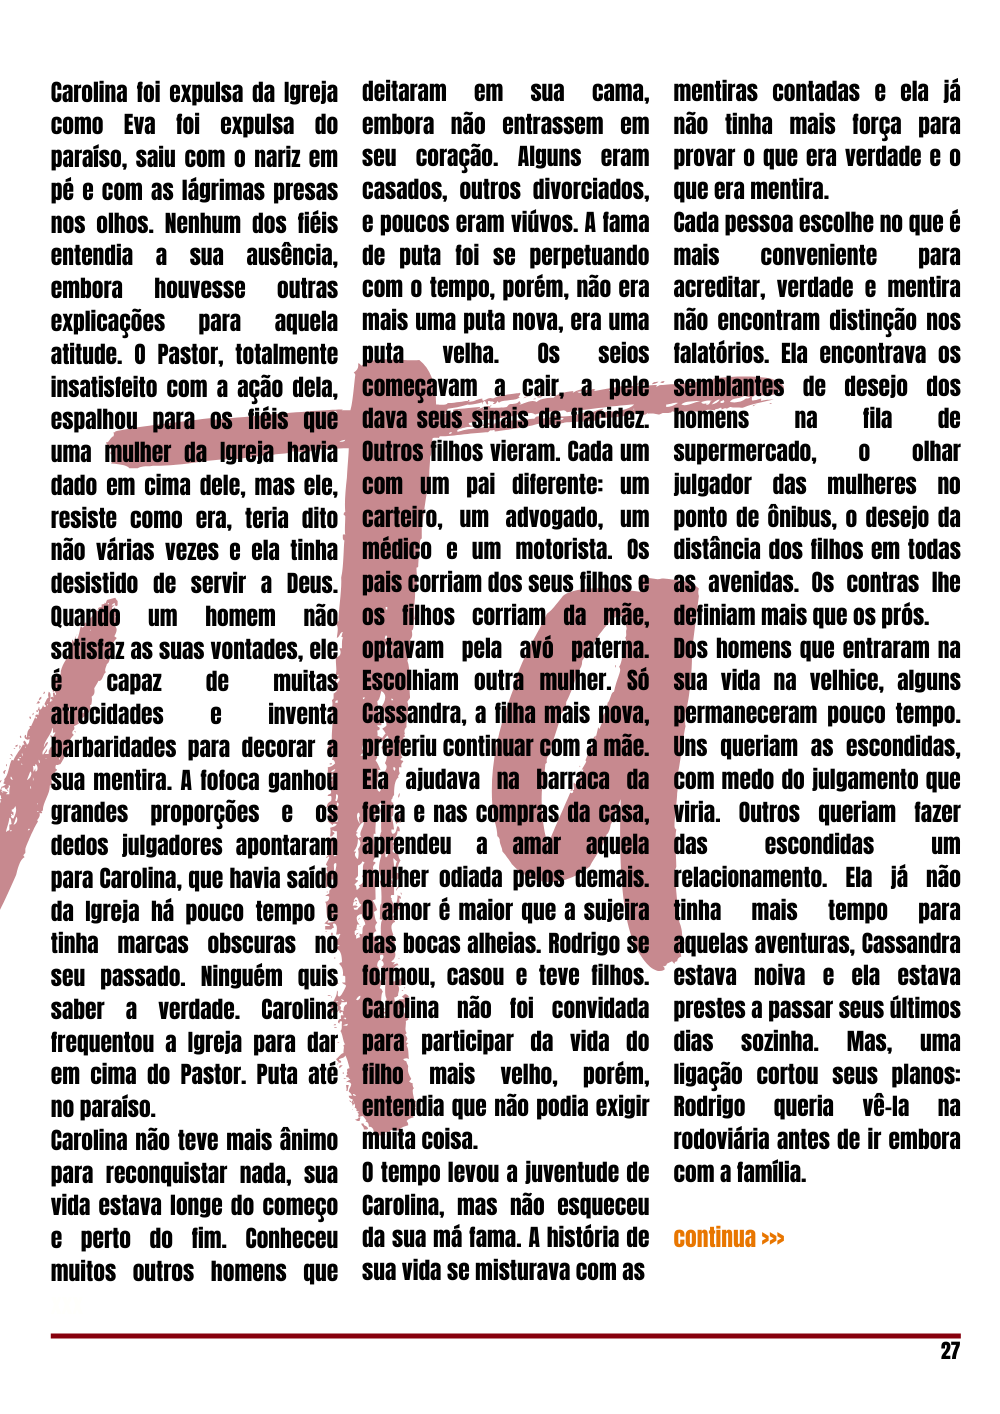 Carolina foi expulsa da Igreja
como Eva foi expulsa do
paraíso, saiu com o nariz em
pé e com as lágrimas presas
nos olhos. Nenhum dos fiéis
entendia a sua ausência,
embora houvesse outras
explicações para aquela
atitude. O Pastor, totalmente
insatisfeito com a ação dela,
espalhou para os fiéis que
uma mulher da Igreja havia
dado em cima dele, mas ele,
resiste como era, teria dito
não várias vezes e ela tinha
desistido de servir a Deus.
Quando um homem não
satisfaz as suas vontades, ele
é capaz de muitas
atrocidades e inventa
barbaridades para decorar a
sua mentira. A fofoca ganhou
grandes proporções e os
dedos julgadores apontaram
para Carolina, que havia saído
da Igreja há pouco tempo e
tinha marcas obscuras no
seu passado. Ninguém quis
saber a verdade. Carolina
frequentou a Igreja para dar
em cima do Pastor. Puta até
no paraíso.
Carolina não teve mais ânimo
para reconquistar nada, sua
vida estava longe do começo
e perto do fim. Conheceu
muitos outros homens que
deitaram em sua cama,
embora não entrassem em
seu coração. Alguns eram
casados, outros divorciados,
e poucos eram viúvos. A fama
de puta foi se perpetuando
com o tempo, porém, não era
mais uma puta nova, era uma
puta velha. Os seios
começavam a cair, a pele
dava seus sinais de flacidez.
Outros filhos vieram. Cada um
com um pai diferente: um
carteiro, um advogado, um
médico e um motorista. Os
pais corriam dos seus filhos e
os filhos corriam da mãe,
optavam pela avó paterna.
Escolhiam outra mulher. Só
Cassandra, a filha mais nova,
preferiu continuar com a mãe.
Ela ajudava na barraca da
feira e nas compras da casa,
aprendeu a amar aquela
mulher odiada pelos demais.
O amor é maior que a sujeira
das bocas alheias. Rodrigo se
formou, casou e teve filhos.
Carolina não foi convidada
para participar da vida do
filho mais velho, porém,
entendia que não podia exigir
muita coisa.
O tempo levou a juventude de
Carolina, mas não esqueceu
da sua má fama. A história de
sua vida se misturava com as
mentiras contadas e ela já
não tinha mais força para
provar o que era verdade e o
que era mentira.
Cada pessoa escolhe no que é
mais conveniente para
acreditar, verdade e mentira
não encontram distinção nos
falatórios. Ela encontrava os
semblantes de desejo dos
homens na fila de
supermercado, o olhar
julgador das mulheres no
ponto de ônibus, o desejo da
distância dos filhos em todas
as avenidas. Os contras lhe
definiam mais que os prós.
Dos homens que entraram na
sua vida na velhice, alguns
permaneceram pouco tempo.
Uns queriam as escondidas,
com medo do julgamento que
viria. Outros queriam fazer
das escondidas um
relacionamento. Ela já não
tinha mais tempo para
aquelas aventuras, Cassandra
estava noiva e ela estava
prestes a passar seus últimos
dias sozinha. Mas, uma
ligação cortou seus planos:
Rodrigo queria vê-la na
rodoviária antes de ir embora
com a família.
continua >>>
Ta
27